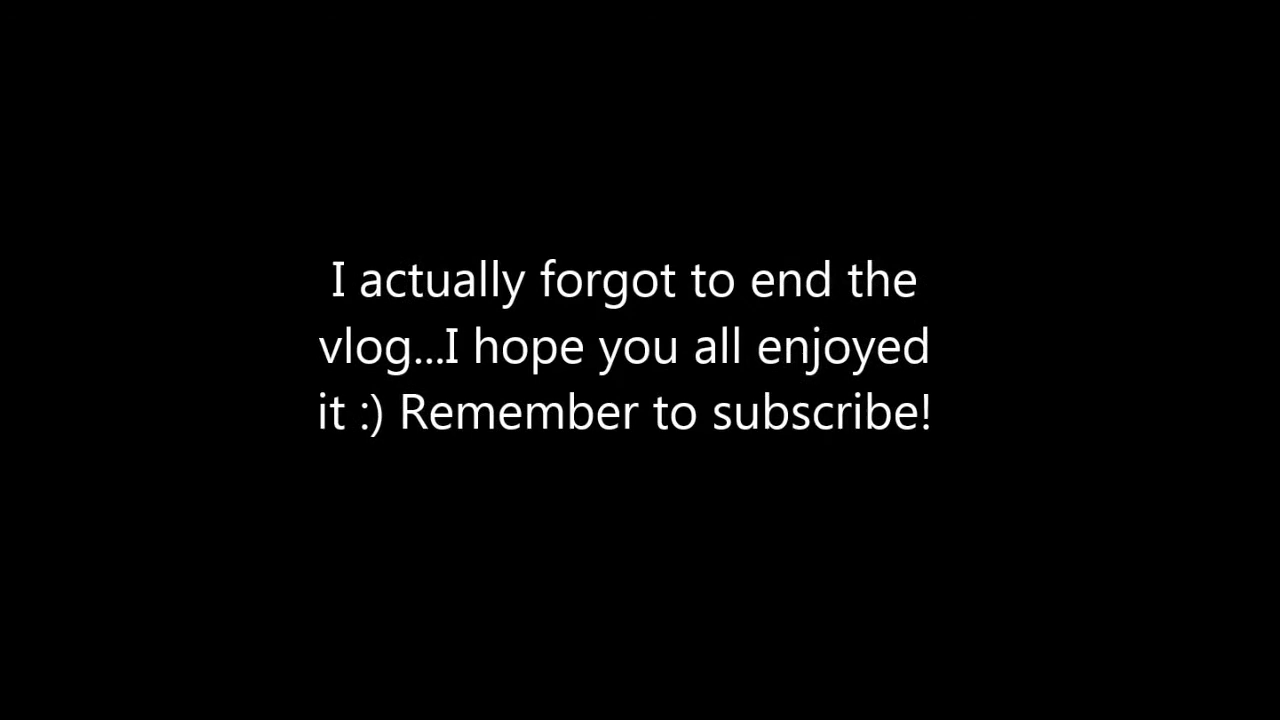 I actually forgot to end the
vlog...I hope you all enjoyed
it :) Remember to subscribe!